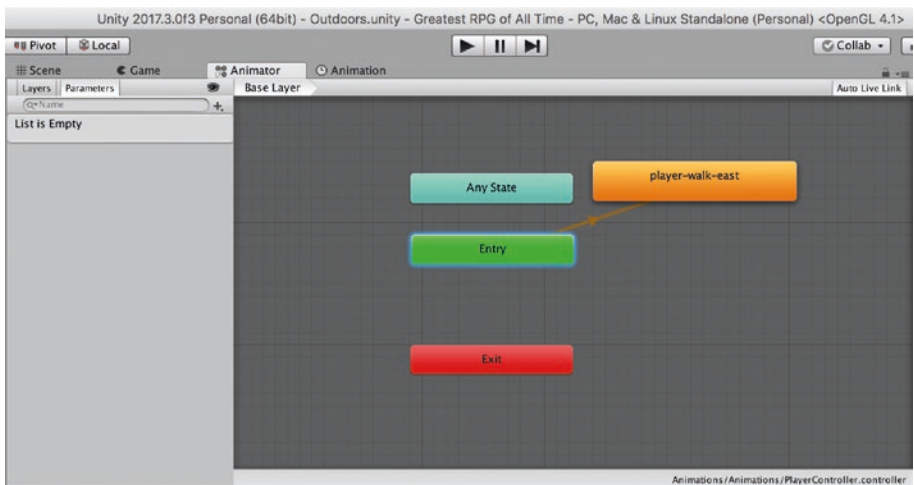 Unity 2017.3.0f3 Personal (64bit) - Outdoors.unity - Greatest RPG of All Time - PC, Mac & Linux Standalone (Personal) <OpenGL 4.1>
Pivot Local Collab
Scene Game Animator Animation
Layers Parameters Base Layer Auto Live Link
Name
List is Empty
player-walk-east
Any State
Entry
Exit
Animations/Animations/PlayerController.controller